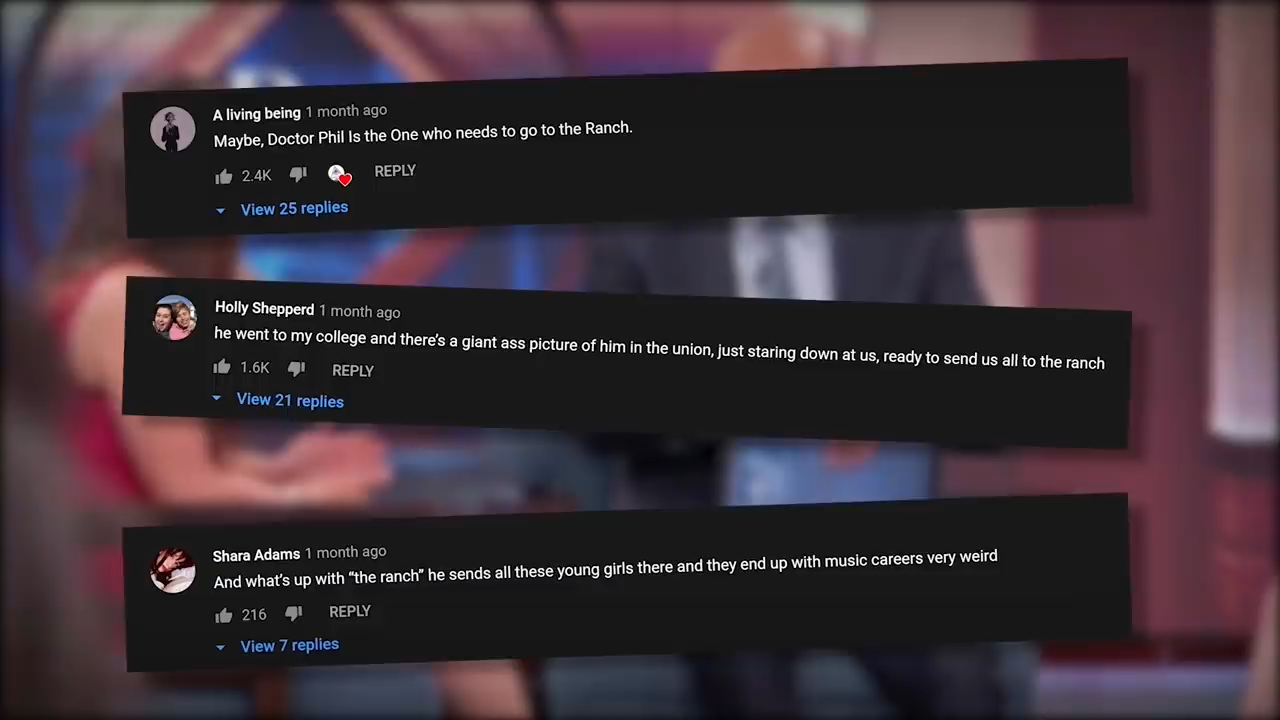 A living being 1 month ago
Maybe, Doctor Phil Is the One who needs to go to the Ranch.
2.4K REPLY
View 25 replies
Holly Shepperd 1 month ago
he went to my college and there's a giant ass picture of him in the union, just staring down at us, ready to send us all to the ranch
1.6K REPLY
View 21 replies
Shara Adams 1 month ago
And what's up with “the ranch” he sends all these young girls there and they end up with music careers very weird
216 REPLY
View 7 replies